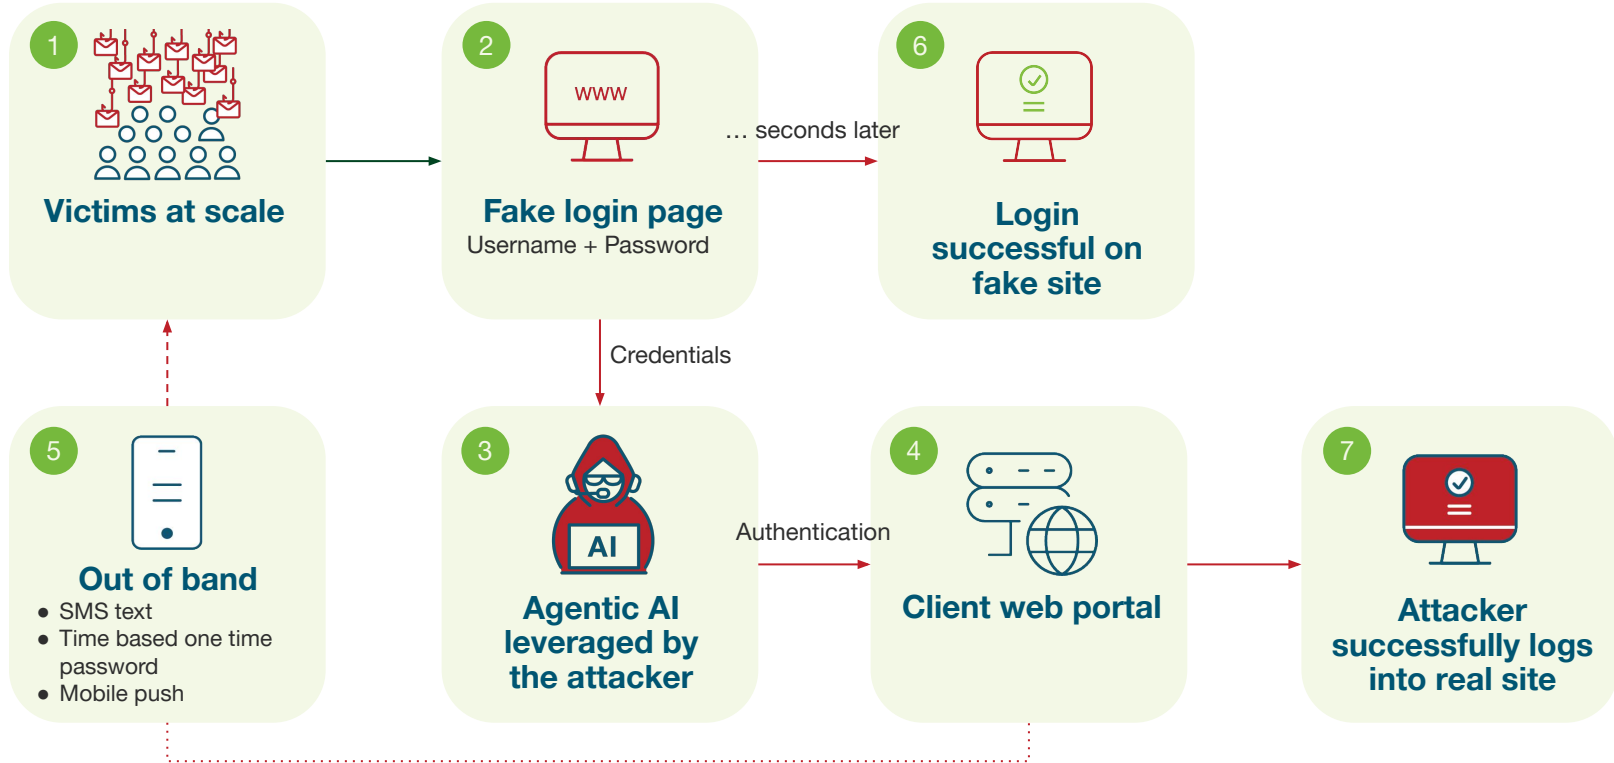 1
Victims at scale
2
www
Fake login page
Username + Password
... seconds later
6
Login
successful on
fake site
Credentials
5
Out of band
● SMS text
● Time based one time
password
● Mobile push
3
AI
Agentic AI
leveraged by
the attacker
Authentication
4
Client web portal
7
Attacker
successfully logs
into real site